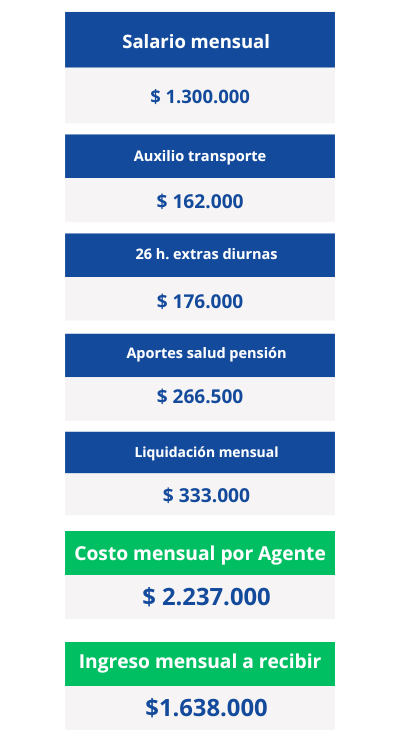 Salario mensual
$ 1.300.000
Auxilio transporte
$ 162.000
26 h. extras diurnas
$ 176.000
Aportes salud pensión
$ 266.500
Liquidación mensual
$ 333.000
Costo mensual por Agente
$ 2.237.000
Ingreso mensual a recibir
$1.638.000